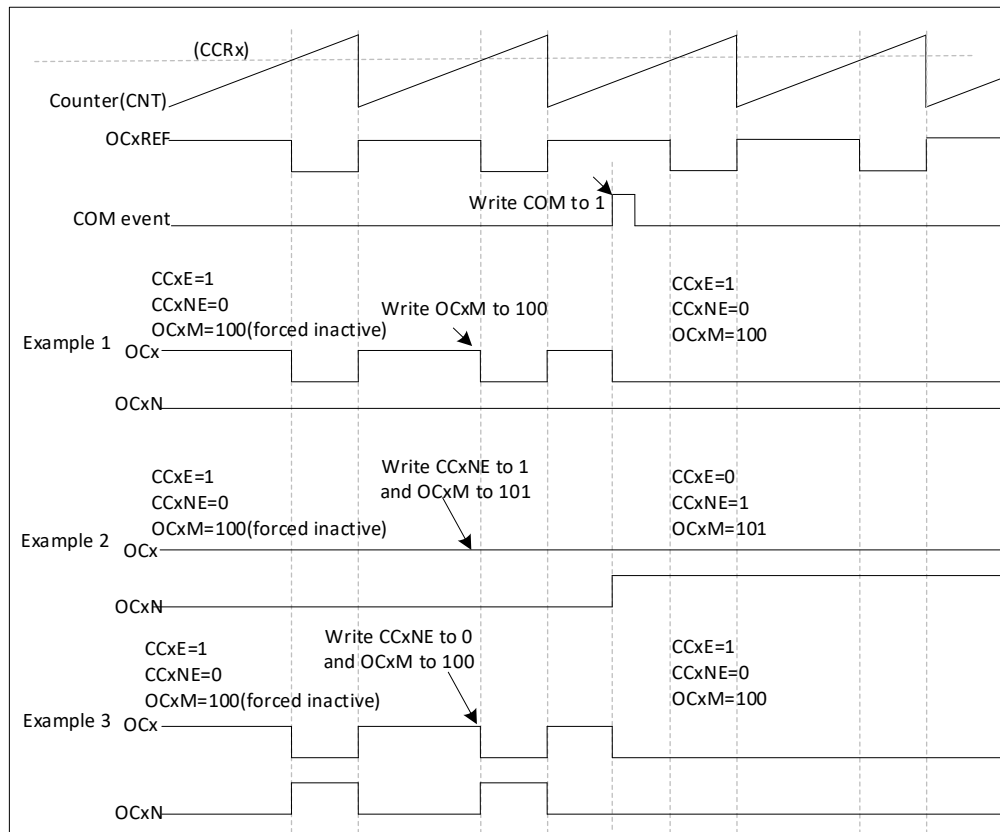 (CCRx)
Counter(CNT)
OCxREF
Write COM to 1
COM event
CCxE=1
CCxNE=0
OCxM=100(forced inactive)
Write OCxM to 100
CCxE=1
CCxNE=0
OCxM=100
Example 1
OCx
OCxN
CCxE=1
CCxNE=0
OCxM=100(forced inactive)
Write CCxNE to 1
and OCxM to 101
CCxE=0
CCxNE=1
OCxM=101
Example 2
OCx
OCxN
CCxE=1
CCxNE=0
OCxM=100(forced inactive)
Write CCxNE to 0
and OCxM to 100
CCxE=1
CCxNE=0
OCxM=100
Example 3
OCx
OCxN